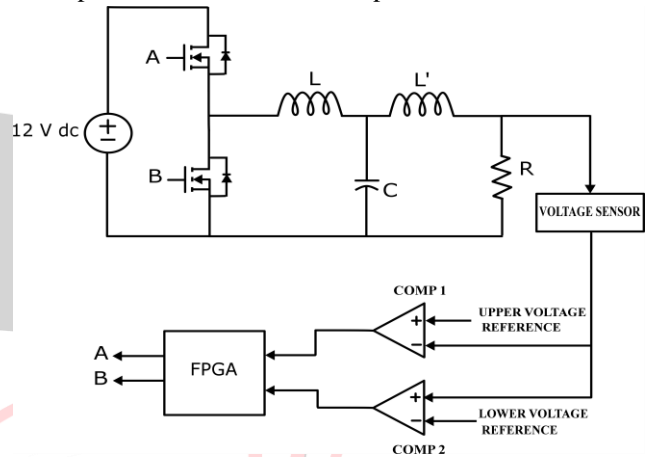 A
L
L'
12 V dc
+
−
B
C
R
VOLTAGE SENSOR
COMP 1
+
−
UPPER VOLTAGE
REFERENCE
A
B
FPGA
+
−
LOWER VOLTAGE
REFERENCE
COMP 2